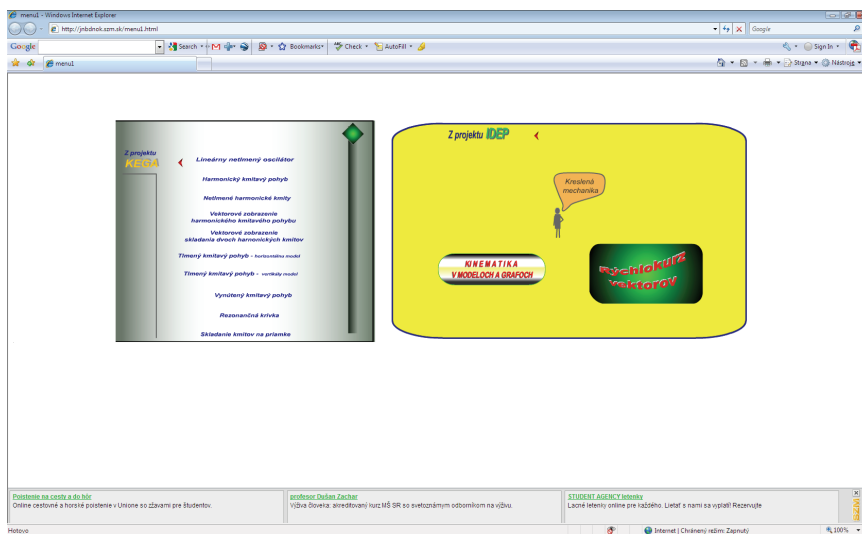 menu1 - Windows Internet Explorer
http://jnbdnok.szm.sk/menu1.html
Google
Google Search Bookmarks Check AutoFill Sign In
menu1
Strana Nástroje
Z projektu
KEGA
Lineárny netlmený oscilátor
Harmonický kmitavý pohyb
Netlmené harmonické kmity
Vektorové zobrazenie
harmonického kmitavého pohybu
Vektorové zobrazenie
skladania dvoch harmonických kmitov
Tlmený kmitavý pohyb - horizontálna model
Tlmený kmitavý pohyb - vertikály model
Vynútený kmitavý pohyb
Rezonančná krivka
Skladanie kmitov na priamke
Z projektu IDEP
Kreslená
mechanika
KINEMATIKA
V MODELOCH A GRAFOCH
Rýchlokurz
vektorov
Poistenie na cesty a do hôr
Online cestovné a horské poistenie v Unione so zľavami pre študentov.
profesor Dušan Zachar
Výživa človeka: akreditovaný kurz MŠ SR so svetoznámym odborníkom na výživu.
STUDENT AGENCY letenky
Lacné letenky online pre každého. Lietať s nami sa vyplatí! Rezervujte
Hotovo
Internet | Chránený režim: Zapnutý
100%